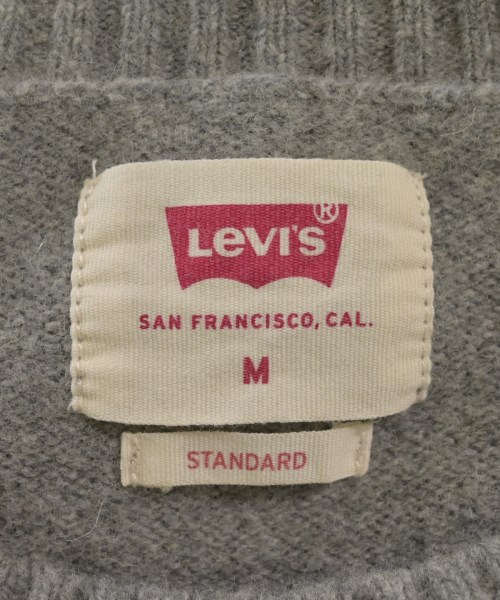 Levi's®
SAN FRANCISCO, CAL.
M
STANDARD